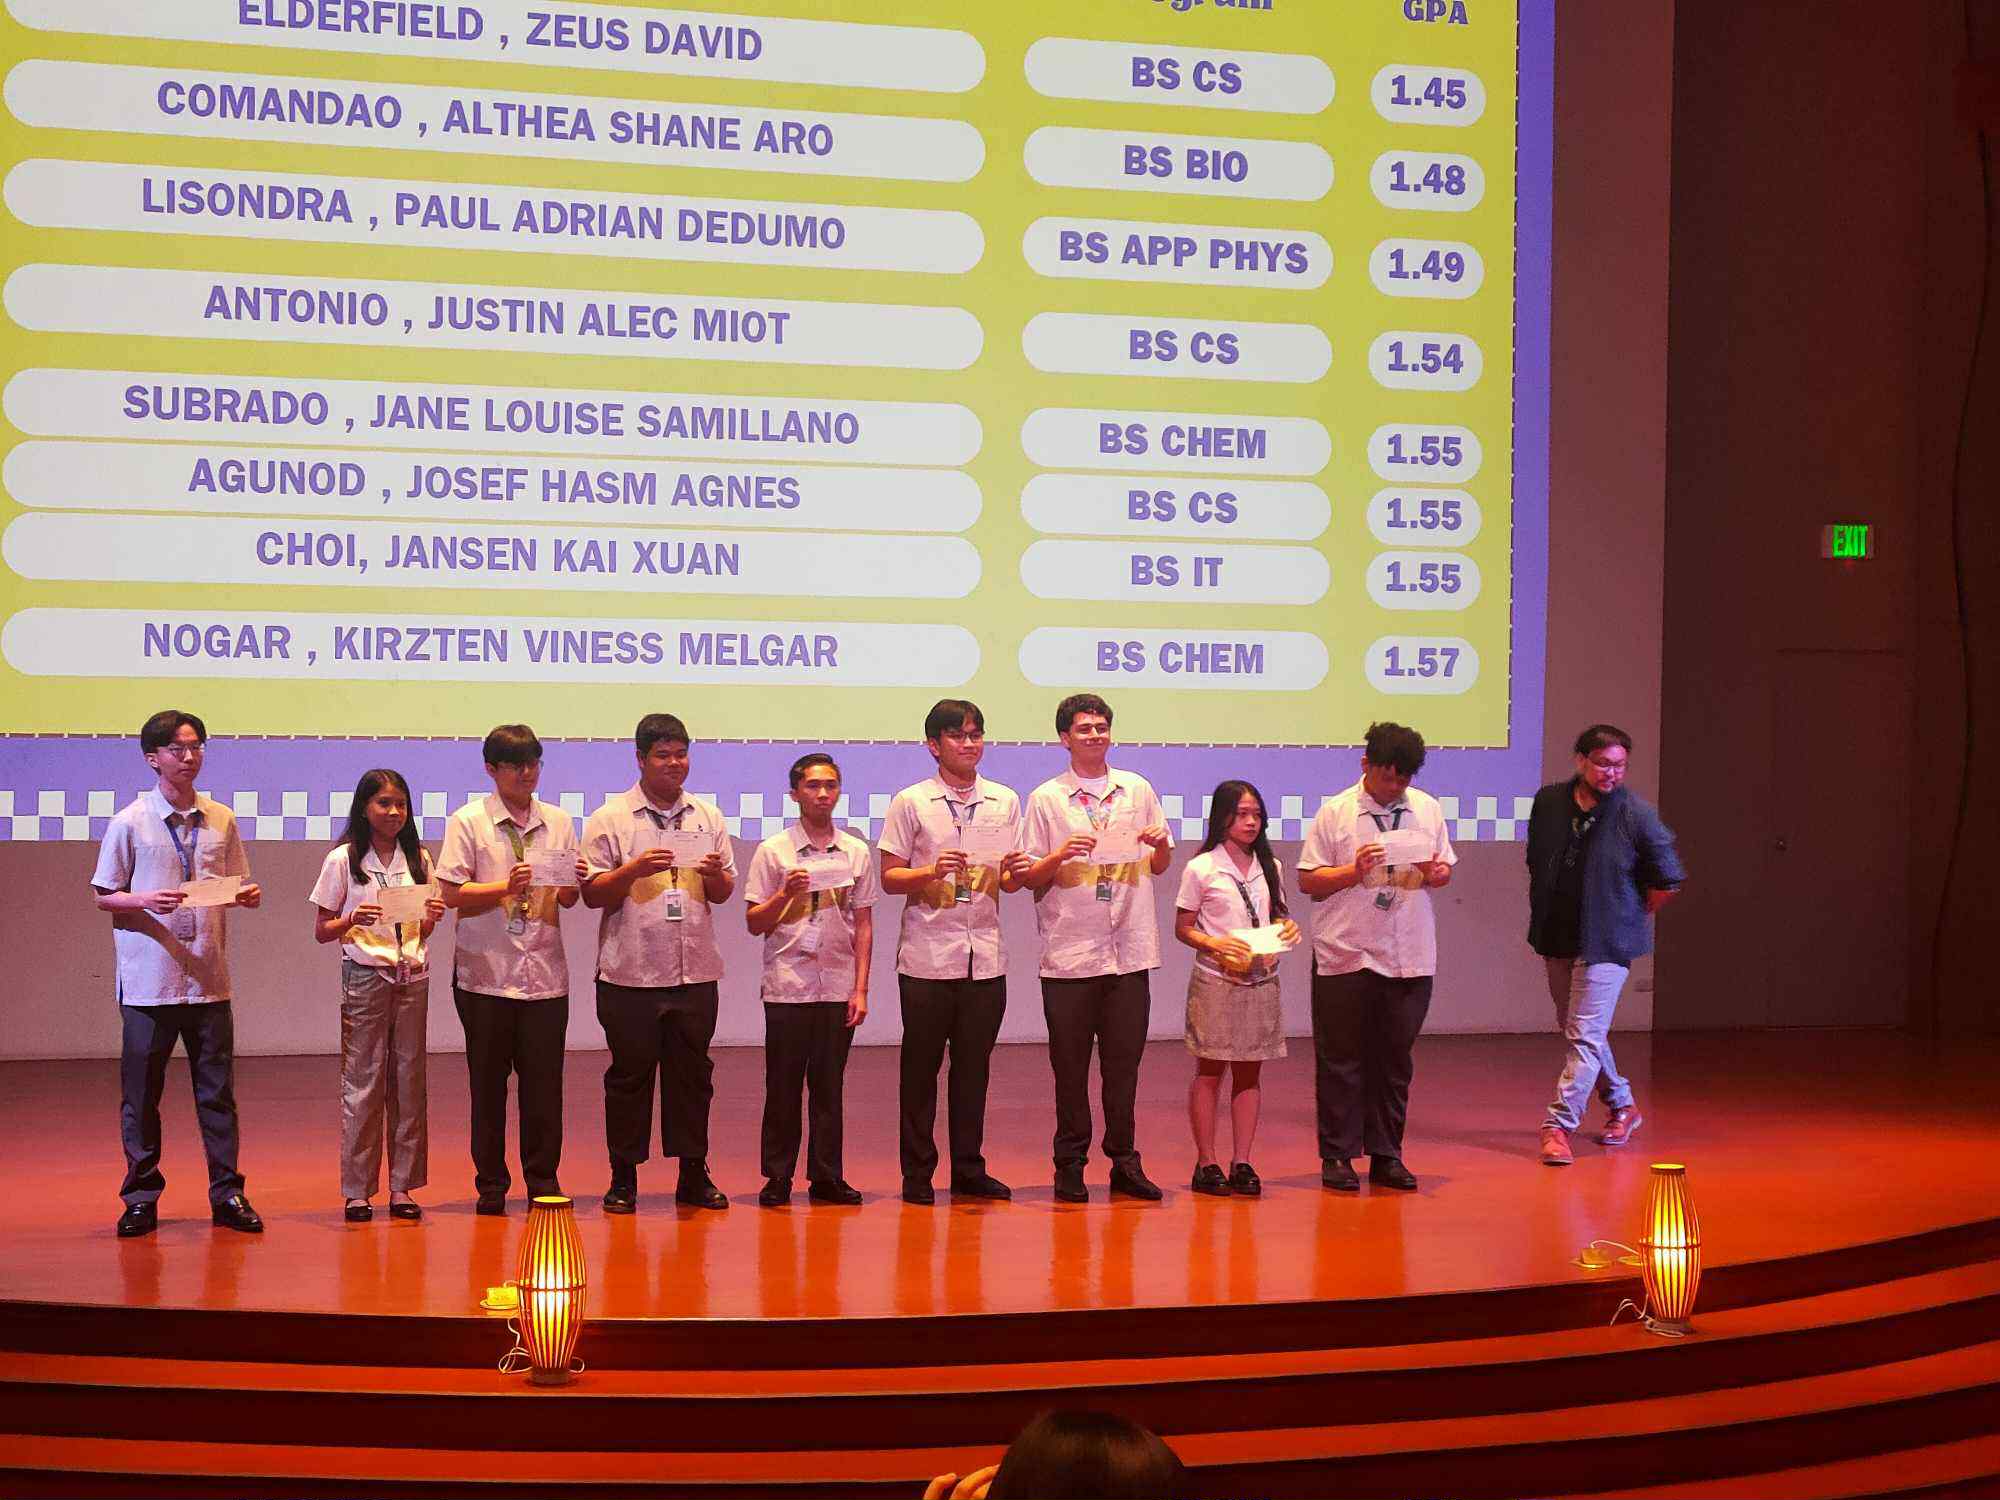 GPA
ELDERFIELD , ZEUS DAVID BS CS 1.45
COMANDAO , ALTHEA SHANE ARO BS BIO 1.48
LISONDRA , PAUL ADRIAN DEDUMO BS APP PHYS 1.49
ANTONIO , JUSTIN ALEC MIOT BS CS 1.54
SUBRADO , JANE LOUISE SAMILLANO BS CHEM 1.55
AGUNOD , JOSEF HASM AGNES BS CS 1.55
CHOI, JANSEN KAI XUAN BS IT 1.55
NOGAR , KIRZTEN VINESS MELGAR BS CHEM 1.57
EXIT